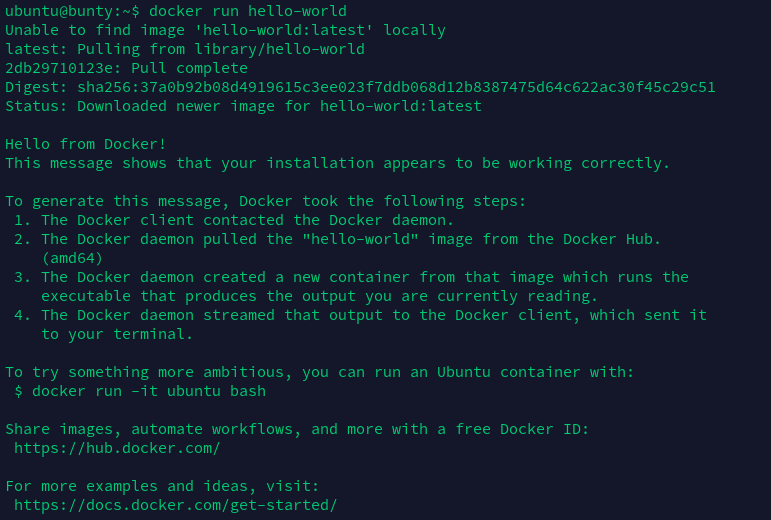 ubuntu@bunty:~$ docker run hello-world
Unable to find image 'hello-world:latest' locally
latest: Pulling from library/hello-world
2db29710123e: Pull complete
Digest: sha256:37a0b92b08d4919615c3ee023f7ddb068d12b8387475d64c622ac30f45c29c51
Status: Downloaded newer image for hello-world:latest

Hello from Docker!
This message shows that your installation appears to be working correctly.

To generate this message, Docker took the following steps:
 1. The Docker client contacted the Docker daemon.
 2. The Docker daemon pulled the "hello-world" image from the Docker Hub.
    (amd64)
 3. The Docker daemon created a new container from that image which runs the
    executable that produces the output you are currently reading.
 4. The Docker daemon streamed that output to the Docker client, which sent it
    to your terminal.

To try something more ambitious, you can run an Ubuntu container with:
 $ docker run -it ubuntu bash

Share images, automate workflows, and more with a free Docker ID:
 https://hub.docker.com/

For more examples and ideas, visit:
 https://docs.docker.com/get-started/